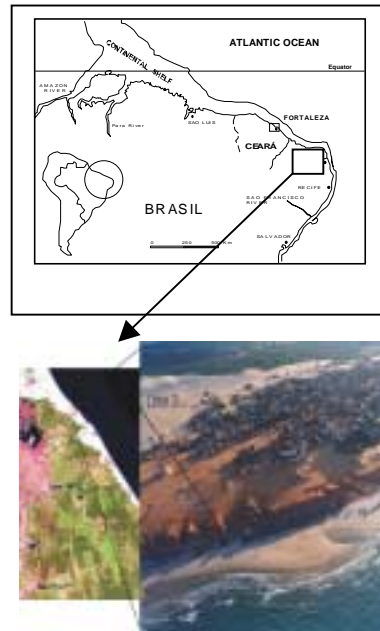 ATLANTIC OCEAN
CONTINENTAL SHELF
Equator
AMAZON
RIVER
Para River
SAO LUIS
FORTALEZA
CEARÁ
RECIFE
SAO FRANCISCO
RIVER
BRASIL
0 250 500 Km
SALVADOR